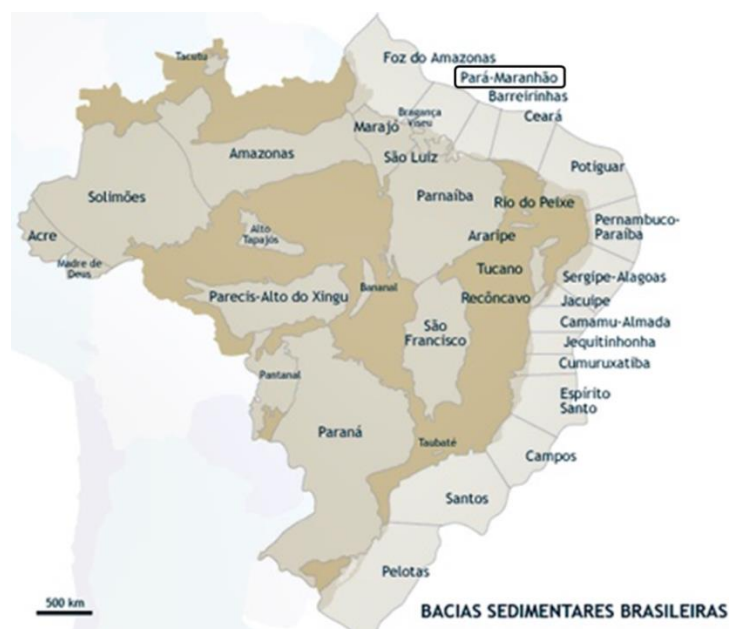 Tacutu
Foz do Amazonas
Pará-Maranhão
Barreirinhas
Bragança
Viseu
Ceará
Marajó
Amazonas
São Luiz
Potiguar
Solimões
Parnaíba
Rio do Peixe
Pernambuco-
Paraíba
Acre
Alto
Tapajós
Araripe
Madre de
Deus
Tucano
Sergipe-Alagoas
Bananal
Parecis-Alto do Xingu
Recôncavo
Jacuipe
São
Francisco
Camamu-Almada
Jequitinhonha
Cumuruxatiba
Pantanal
Espírito
Santo
Paraná
Taubaté
Campos
Santos
Pelotas
500 km
BACIAS SEDIMENTARES BRASILEIRAS